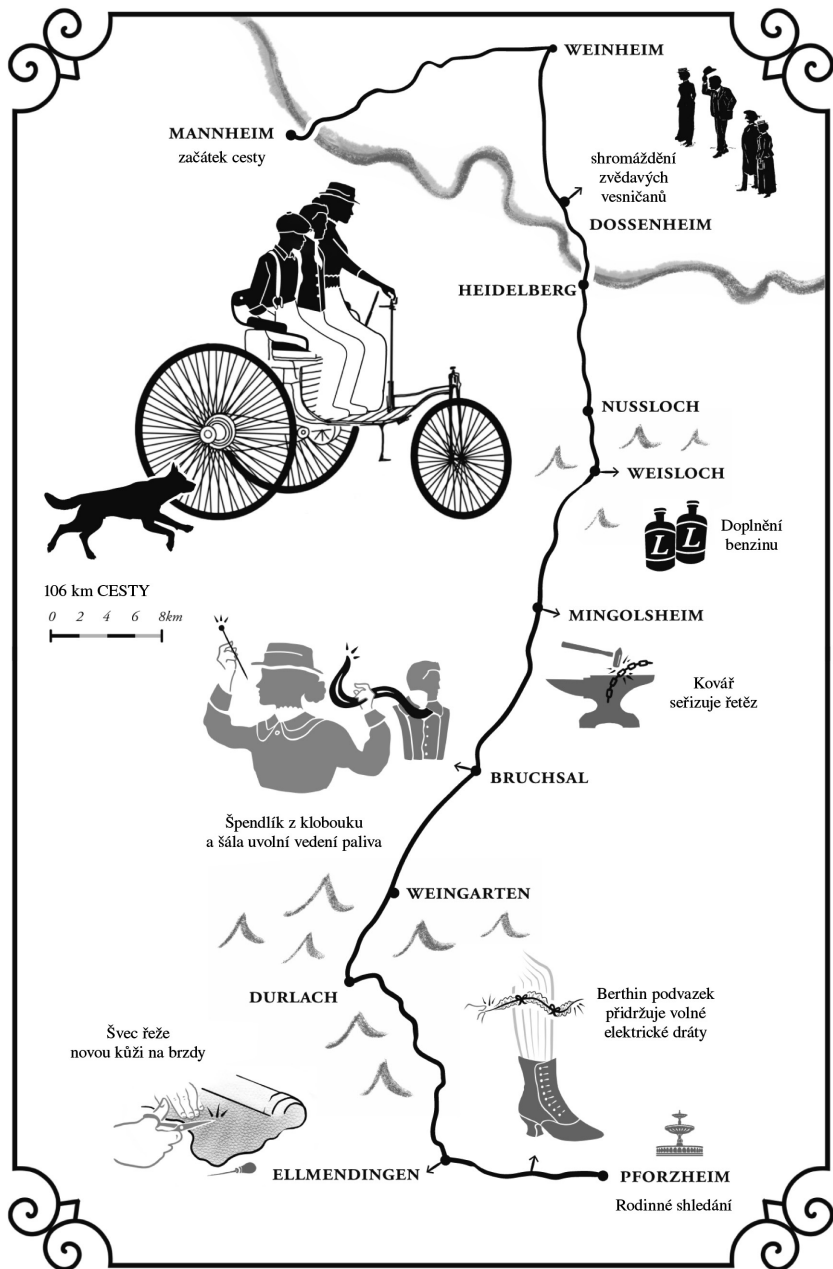 WEINHEIM
MANNHEIM
začátek cesty
shromáždění
zvědavých
vesničanů
DOSSENHEIM
HEIDELBERG
NUSSLOCH
WEISLOCH
L
L
Doplnění
benzinu
106 km CESTY
0 2 4 6 8km
MINGOLSHEIM
Kovář
seřizuje řetěz
BRUCHSAL
Špendlík z klobouku
a šála uvolní vedení paliva
WEINGARTEN
DURLACH
Berthin podvazek
přidržuje volné
elektrické dráty
Švec řeže
novou kůži na brzdy
ELLMENDINGEN
PFORZHEIM
Rodinné shledání